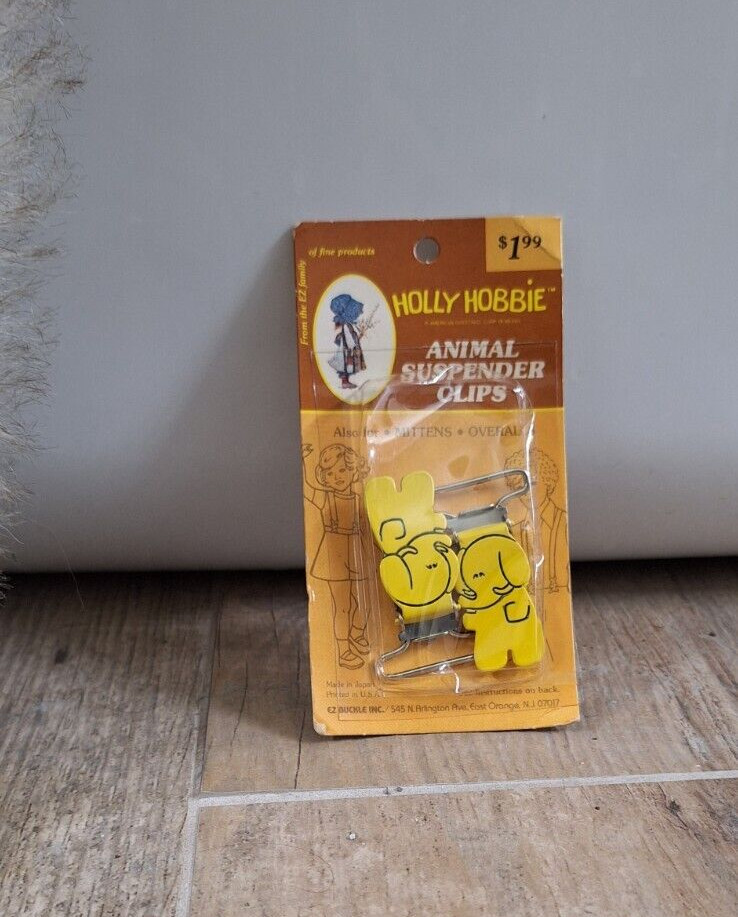 of fine products
$1.99
From the EZ family
HOLLY HOBBIE™
ANIMAL
SUSPENDER
CLIPS
Also for • MITTENS • OVERAL
Made in Japan
Printed in U.S.A.
Instructions on back.
EZ BUCKLE INC. / 545 N. Arlington Ave, East Orange, N.J. 07017